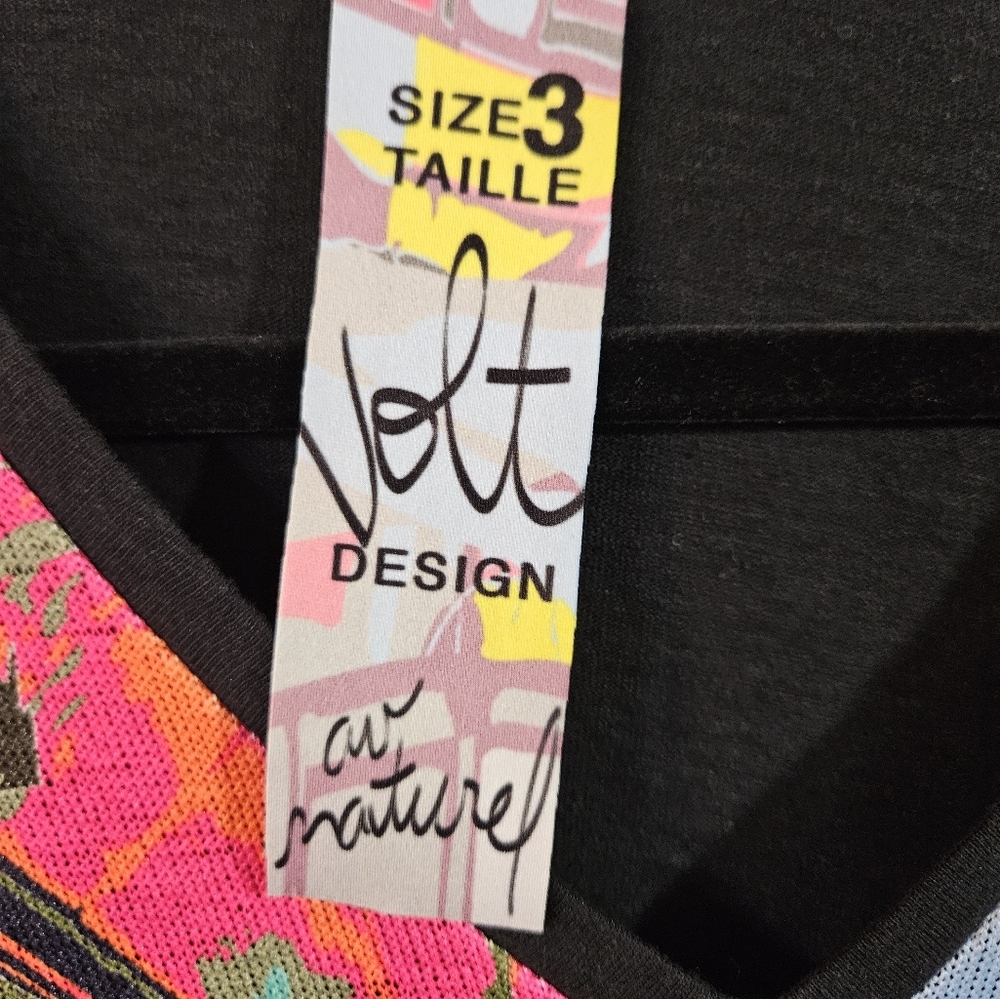 SIZE 3
TAILLE
Volt
DESIGN
au
naturel